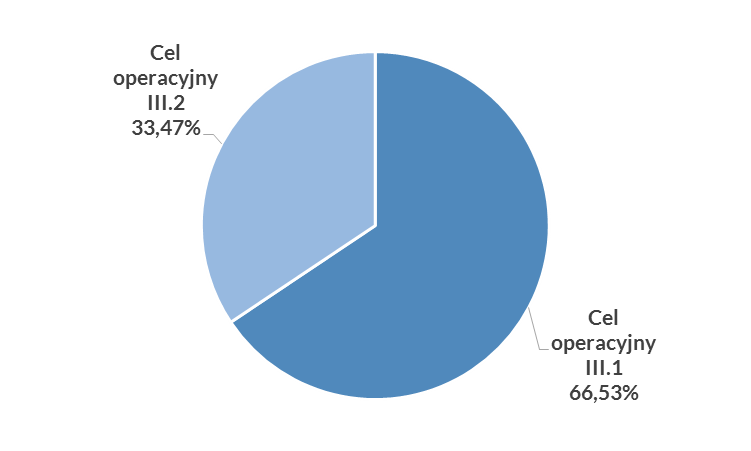 Cel
operacyjny
III.2
33,47%
Cel
operacyjny
III.1
66,53%